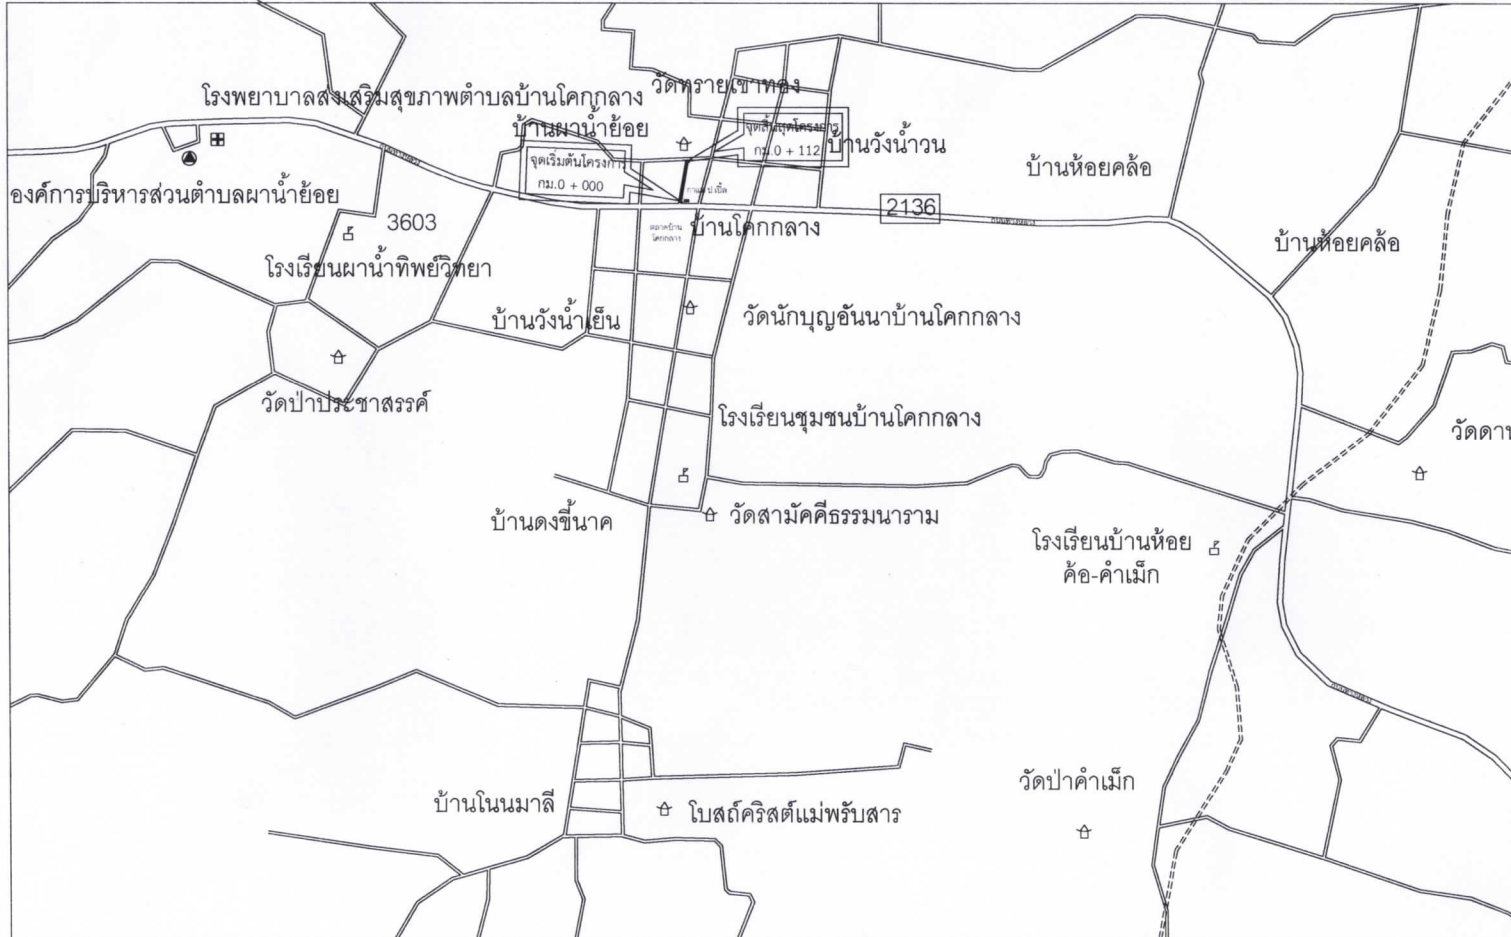 วัดทรายเขาทอง
โรงพยาบาลส่งเสริมสุขภาพตำบลบ้านโคกกลาง
บ้านผาน้ำย้อย
จุดสิ้นสุดโครงการ
กม.0 + 112
บ้านวังน้ำวน
จุดเริ่มต้นโครงการ
กม.0 + 000
บ้านห้อยคล้อ
องค์การบริหารส่วนตำบลผาน้ำย้อย
2136
3603
ตลาดบ้าน
โคกกลาง
บ้านโคกกลาง
บ้านห้อยคล้อ
โรงเรียนผาน้ำทิพย์วิทยา
บ้านวังน้ำเย็น
วัดนักบุญอันนาบ้านโคกกลาง
วัดป่าประชาสรรค์
โรงเรียนชุมชนบ้านโคกกลาง
บ้านดงขี้นาค
วัดสามัคคีธรรมนาราม
โรงเรียนบ้านห้อย
ค้อ-คำเม็ก
วัดป่าคำเม็ก
บ้านโนนมาลี
โบสถ์คริสต์แม่พรับสาร